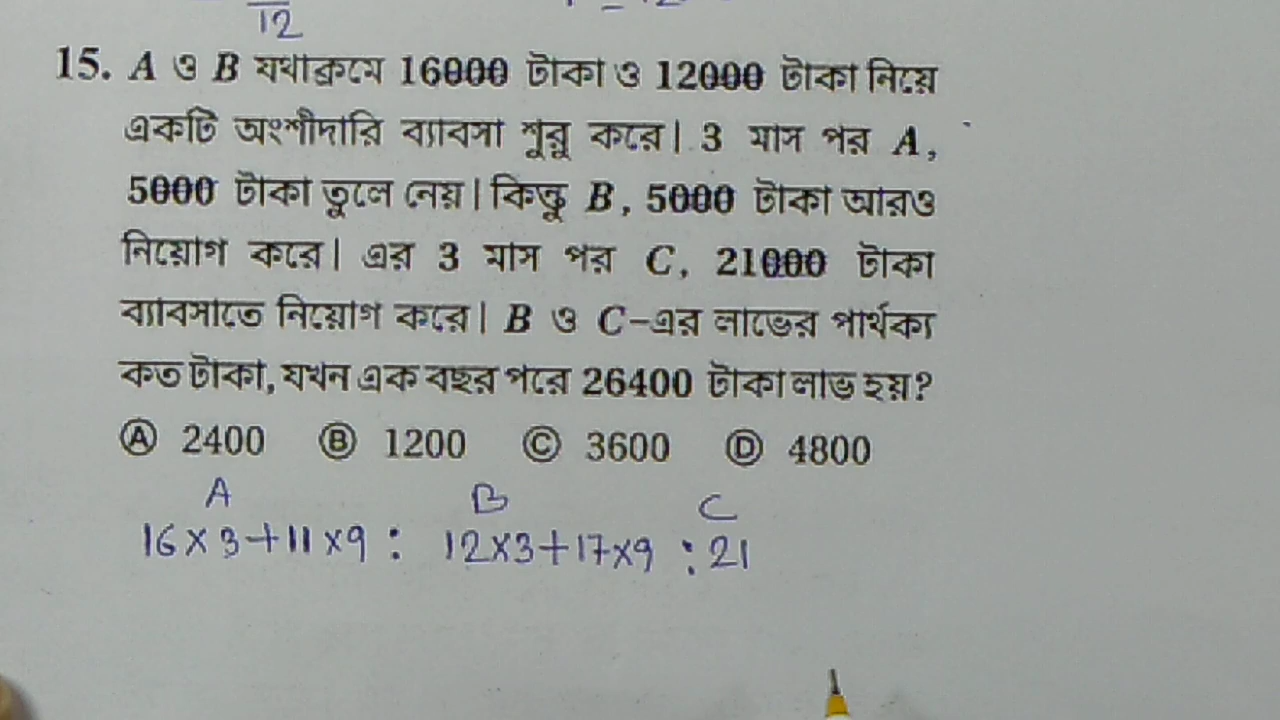 12
15. A ও B যথাক্রমে 16000 টাকা ও 12000 টাকা নিয়ে
একটি অংশীদারি ব্যাবসা শুরু করে। 3 মাস পর A,
5000 টাকা তুলে নেয়। কিন্তু B, 5000 টাকা আরও
নিয়োগ করে। এর 3 মাস পর C, 21000 টাকা
ব্যাবসাতে নিয়োগ করে। B ও C-এর লাভের পার্থক্য
কত টাকা, যখন এক বছর পরে 26400 টাকা লাভ হয়?
Ⓐ 2400 Ⓑ 1200 Ⓒ 3600 Ⓓ 4800
A B C
16×3+11×9 : 12×3+17×9 : 21